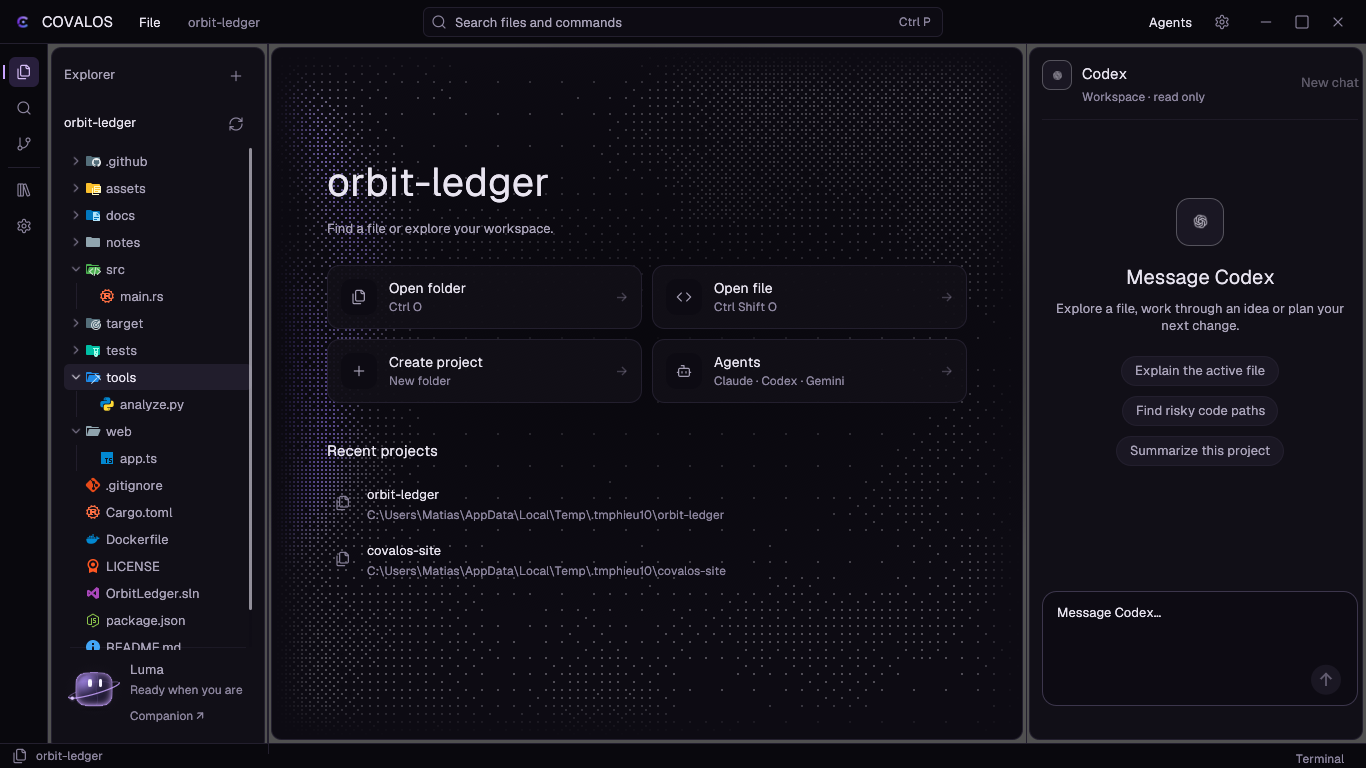 COVALOS File orbit-ledger Search files and commands Ctrl P Agents
Explorer
orbit-ledger
.github
assets
docs
notes
src
main.rs
target
tests
tools
analyze.py
web
app.ts
.gitignore
Cargo.toml
Dockerfile
LICENSE
OrbitLedger.sln
package.json
README.md
Luma
Ready when you are
Companion ↗
orbit-ledger
Find a file or explore your workspace.
Open folder
Ctrl O
Open file
Ctrl Shift O
Create project
New folder
Agents
Claude · Codex · Gemini
Recent projects
orbit-ledger
C:\Users\Matias\AppData\Local\Temp\.tmphieu10\orbit-ledger
covalos-site
C:\Users\Matias\AppData\Local\Temp\.tmphieu10\covalos-site
Codex
Workspace · read only
New chat
Message Codex
Explore a file, work through an idea or plan your
next change.
Explain the active file
Find risky code paths
Summarize this project
Message Codex...
orbit-ledger
Terminal